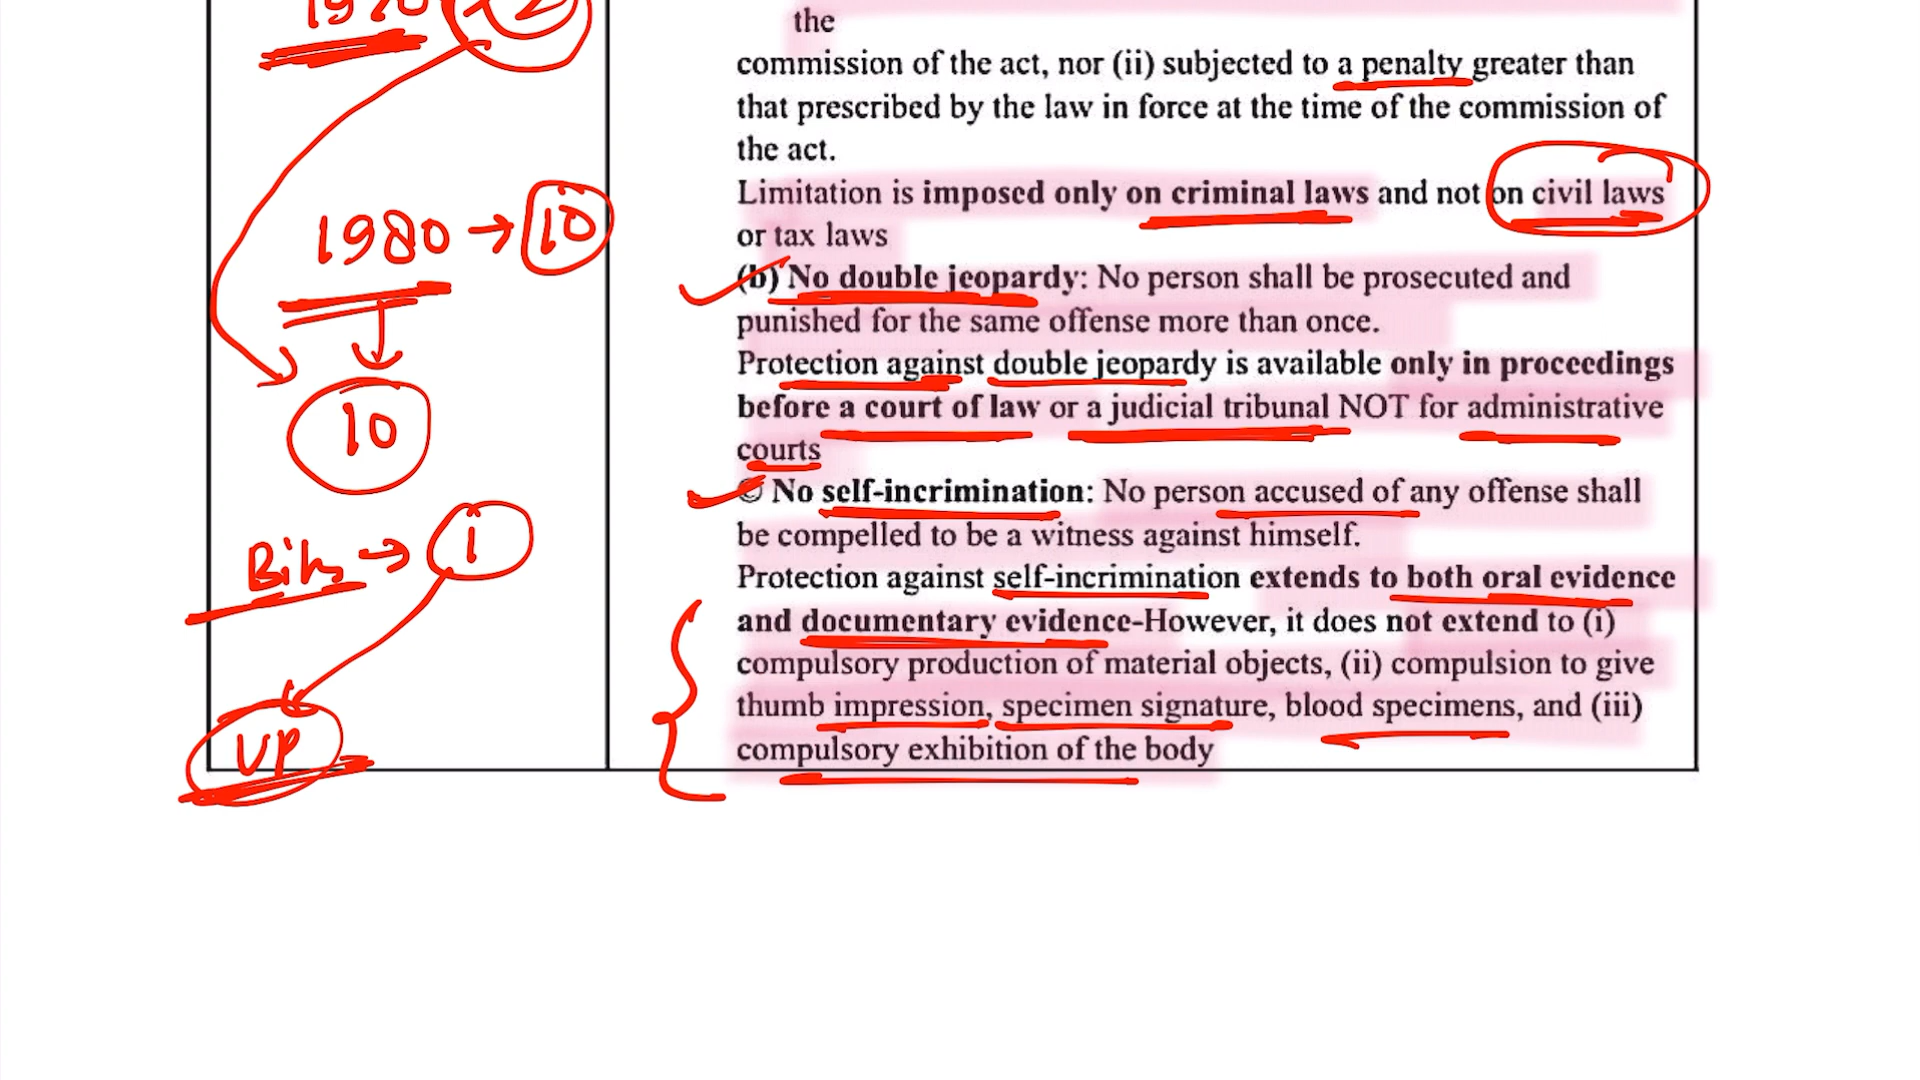 the
commission of the act, nor (ii) subjected to a penalty greater than
that prescribed by the law in force at the time of the commission of
the act.
Limitation is imposed only on criminal laws and not on civil laws
or tax laws
(b) No double jeopardy: No person shall be prosecuted and
punished for the same offense more than once.
Protection against double jeopardy is available only in proceedings
before a court of law or a judicial tribunal NOT for administrative
courts
© No self-incrimination: No person accused of any offense shall
be compelled to be a witness against himself.
Protection against self-incrimination extends to both oral evidence
and documentary evidence-However, it does not extend to (i)
compulsory production of material objects, (ii) compulsion to give
thumb impression, specimen signature, blood specimens, and (iii)
compulsory exhibition of the body
1980 → 10
10
→ 1
UP